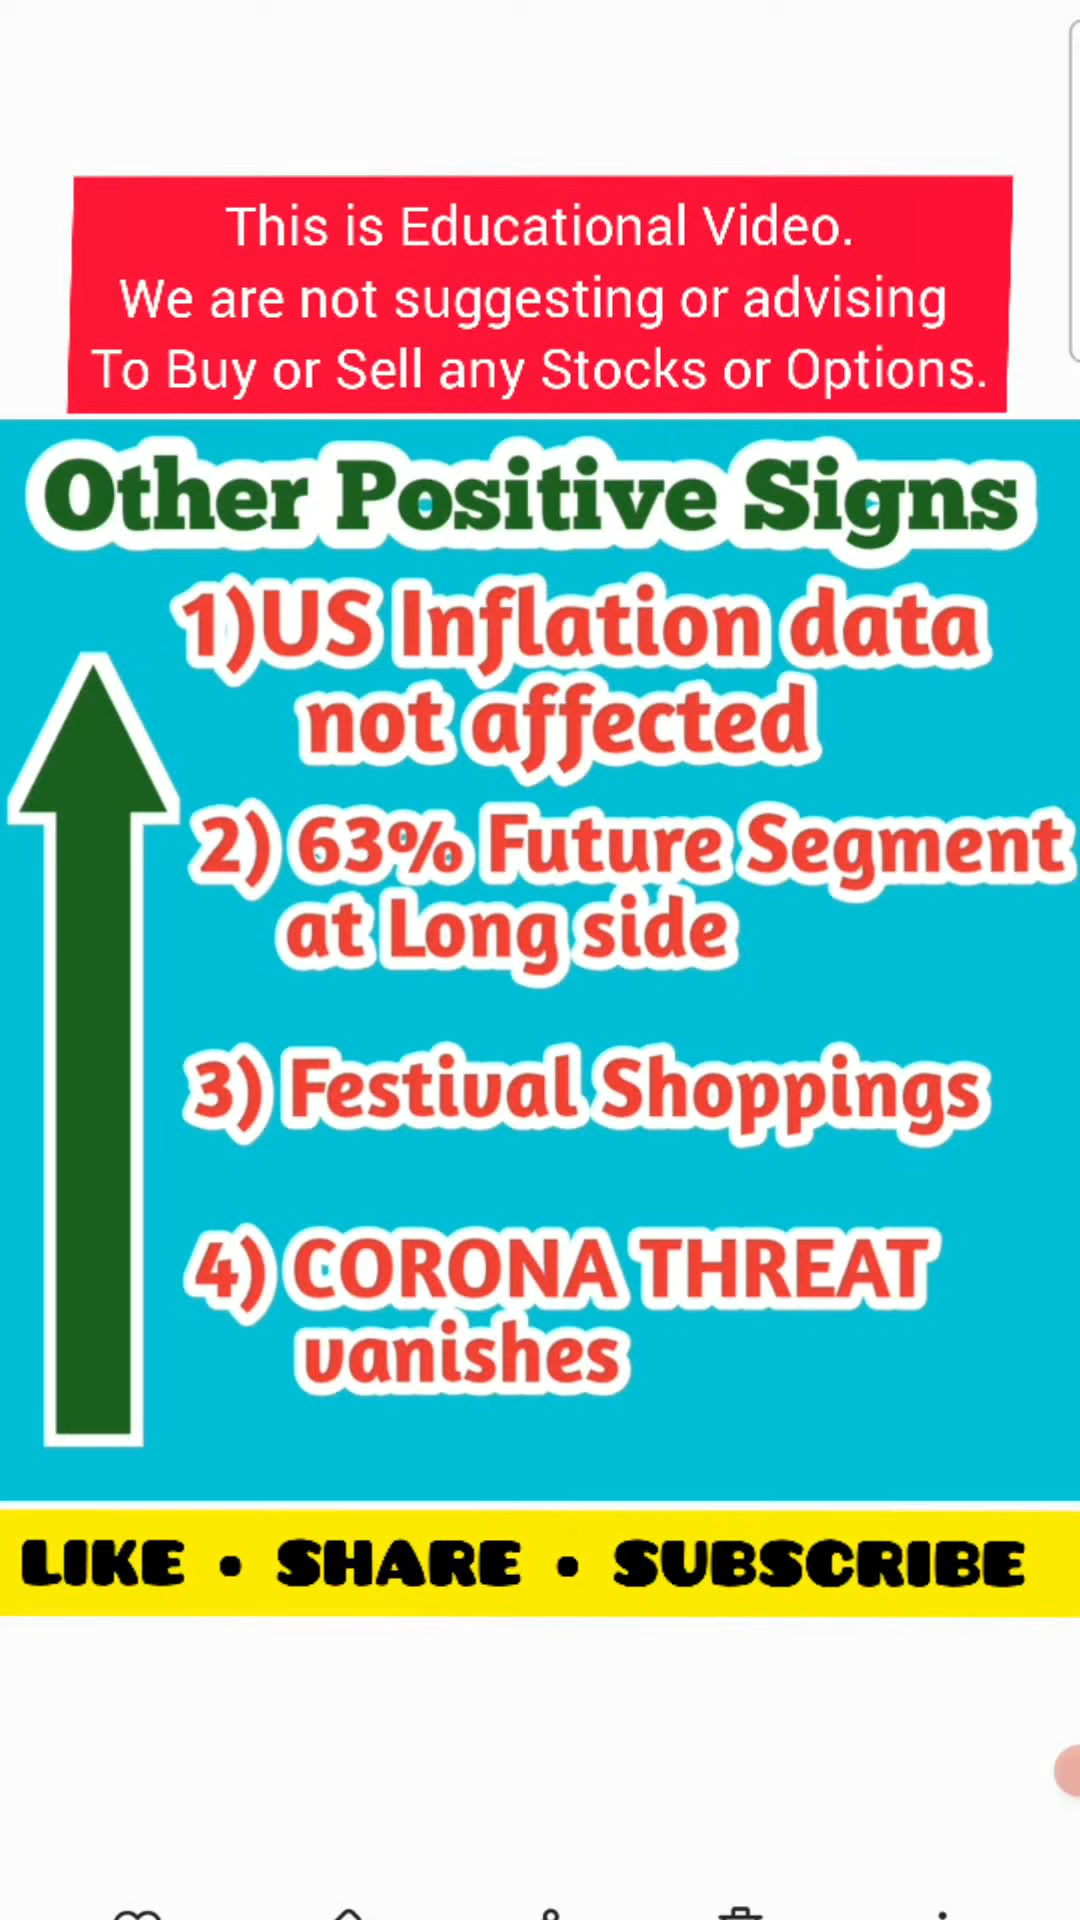 This is Educational Video.
We are not suggesting or advising
To Buy or Sell any Stocks or Options.
Other Positive Signs
1)US Inflation data
not affected
2) 63% Future Segment
at Long side
3) Festival Shoppings
4) CORONA THREAT
vanishes
LIKE • SHARE • SUBSCRIBE